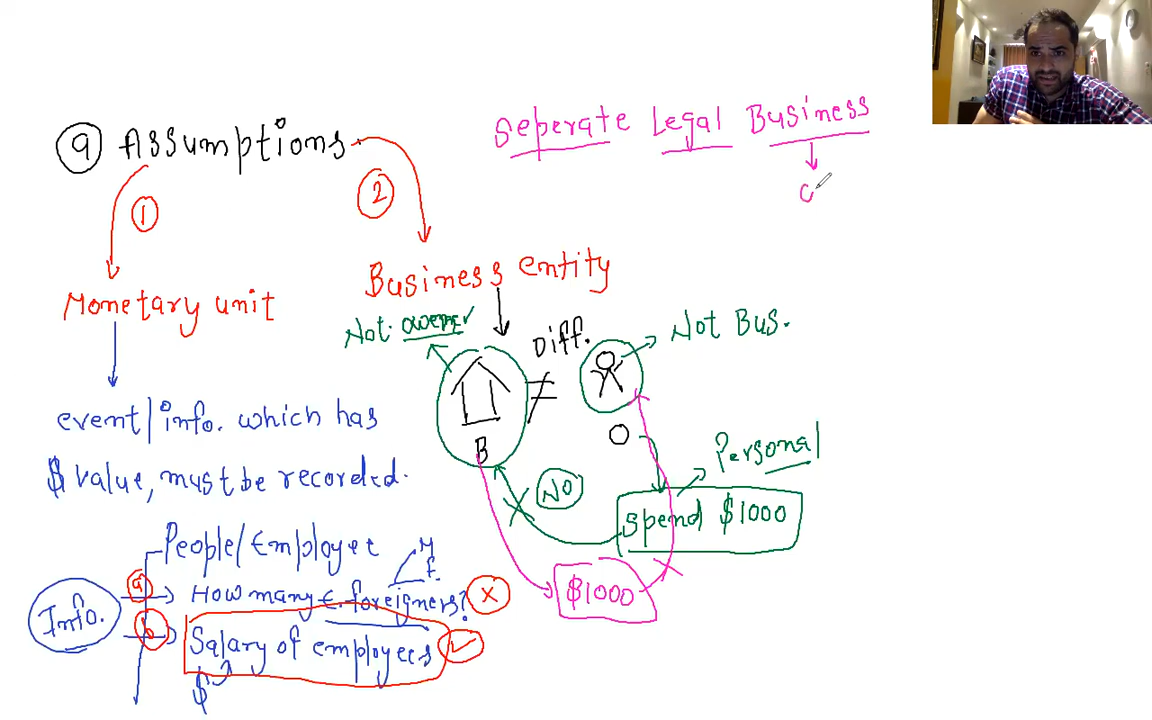 Seperate Legal Business
9 Assumptions
1
2
Business entity
Monetary unit
Not owner
Diff.
Not Bus.
event/info. which has
$ value, must be recorded.
B
O
Personal
NO
Spend $1000
$1000
People/Employee
M
F.
Info.
a
How many E. foreigners?
b
Salary of employees
$